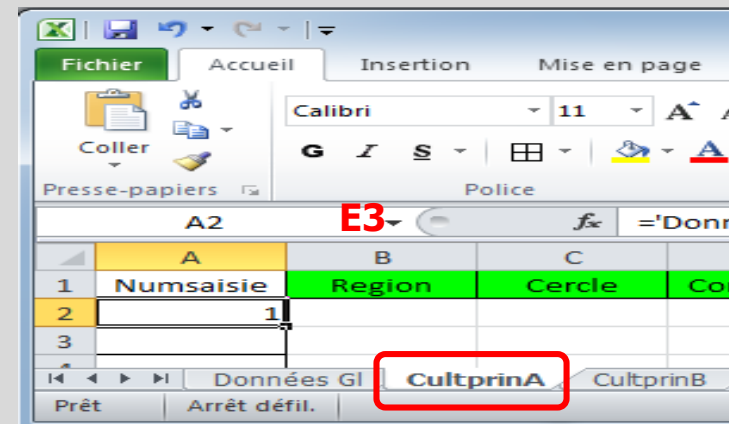 Fichier Accueil Insertion Mise en page
Calibri 11 A
Coller G I S A
Presse-papiers Police
A2 E3 fx ='Donn
A B C
1 Numsaisie Region Cercle Co
2 1
3
Données Gl CultprinA CultprinB
Prêt Arrêt défil.